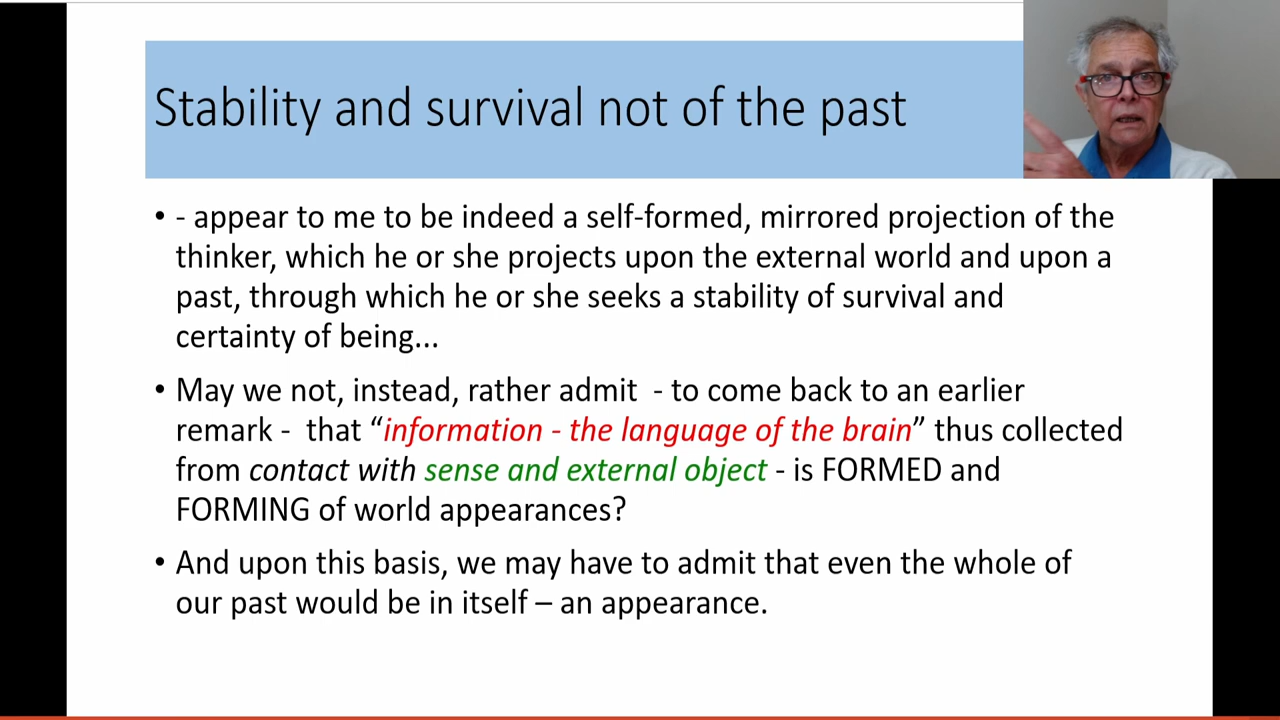 Stability and survival not of the past
• - appear to me to be indeed a self-formed, mirrored projection of the
thinker, which he or she projects upon the external world and upon a
past, through which he or she seeks a stability of survival and
certainty of being...
• May we not, instead, rather admit - to come back to an earlier
remark - that “information - the language of the brain” thus collected
from contact with sense and external object - is FORMED and
FORMING of world appearances?
• And upon this basis, we may have to admit that even the whole of
our past would be in itself – an appearance.